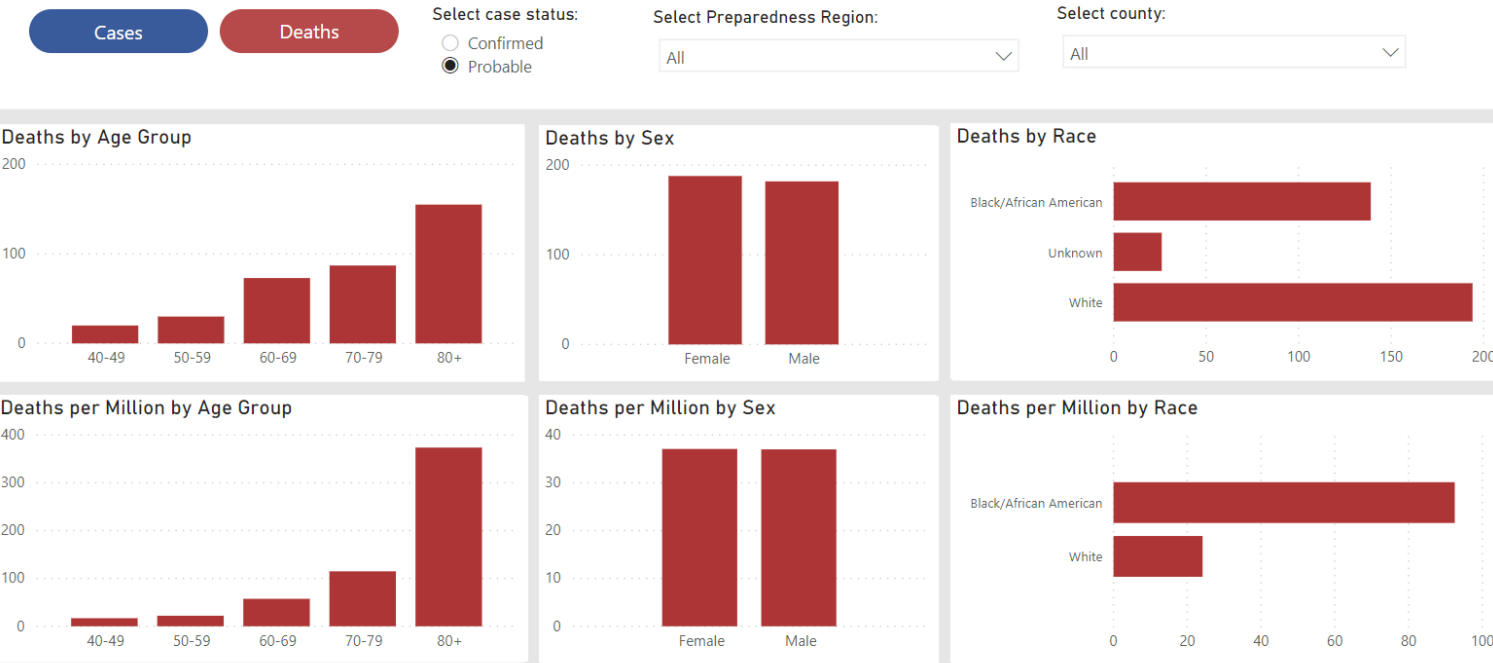 Cases
Deaths
Select case status:
Confirmed
Probable
Select Preparedness Region:
All
Select county:
All
Deaths by Age Group
200
100
0
40-49 50-59 60-69 70-79 80+
Deaths by Sex
200
100
0
Female Male
Deaths by Race
Black/African American
Unknown
White
0 50 100 150 200
Deaths per Million by Age Group
400
300
200
100
0
40-49 50-59 60-69 70-79 80+
Deaths per Million by Sex
40
30
20
10
0
Female Male
Deaths per Million by Race
Black/African American
White
0 20 40 60 80 100